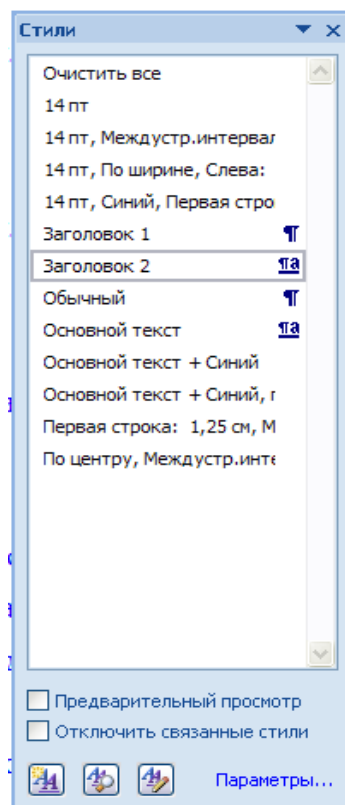 Стили
Очистить все
14 пт
14 пт, Междустр.интервал
14 пт, По ширине, Слева:
14 пт, Синий, Первая стро
Заголовок 1 ¶
Заголовок 2 ¶a
Обычный ¶
Основной текст ¶a
Основной текст + Синий
Основной текст + Синий, г
Первая строка: 1,25 см, М
По центру, Междустр.инте
Предварительный просмотр
Отключить связанные стили
Параметры...